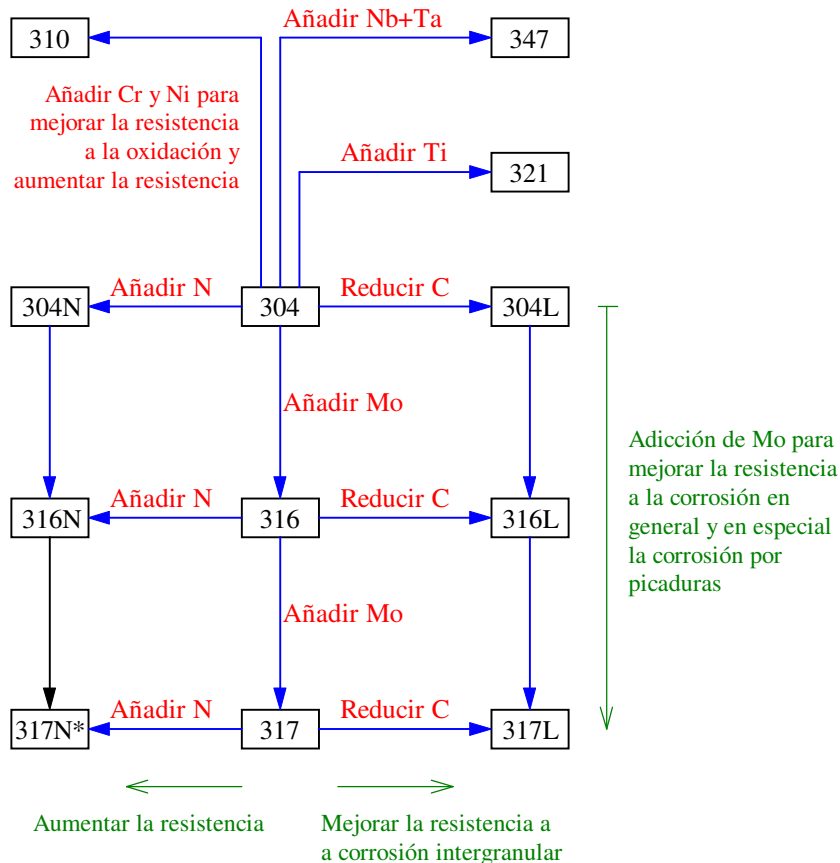 310
Añadir Nb+Ta
347
Añadir Cr y Ni para
mejorar la resistencia
a la oxidación y
aumentar la resistencia
Añadir Ti
321
304N
Añadir N
304
Reducir C
304L
Añadir Mo
Adicción de Mo para
mejorar la resistencia
a la corrosión en
general y en especial
la corrosión por
picaduras
316N
Añadir N
316
Reducir C
316L
Añadir Mo
317N*
Añadir N
317
Reducir C
317L
Aumentar la resistencia
Mejorar la resistencia a
a corrosión intergranular